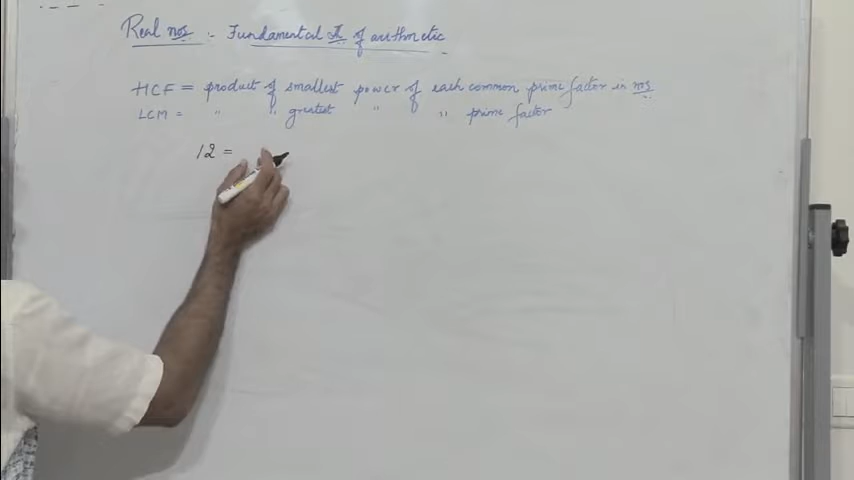 Real nos :- Fundamental Th of arithmetic
HCF = product of smallest power of each common prime factor in nos
LCM = " " greatest " " prime factor
12 =